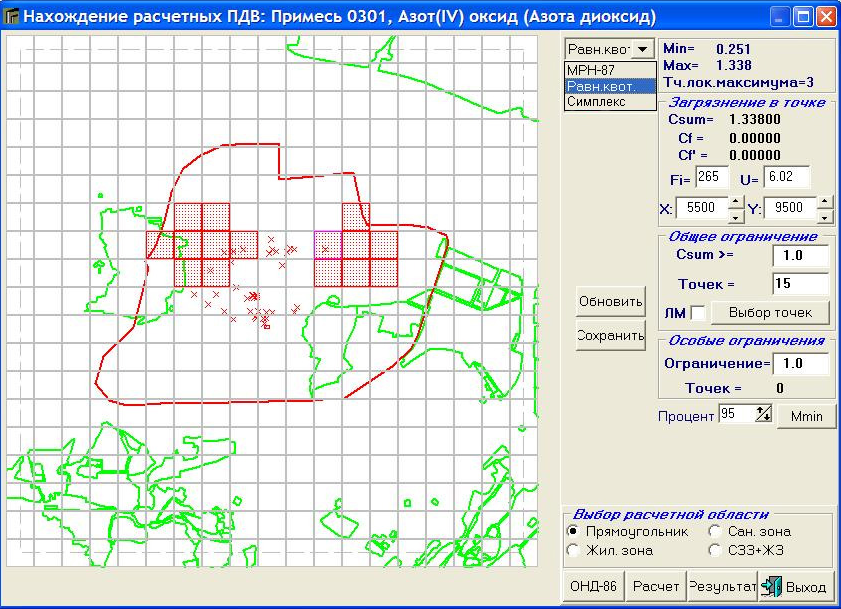 Нахождение расчетных ПДВ: Примесь 0301, Азот(IV) оксид (Азота диоксид)
Равн.кво
МРН-87
Равн.квот.
Симплекс
Min= 0.251
Max= 1.338
Тч.лок.максимума=3
Загрязнение в точке
Csum= 1.33800
Cf = 0.00000
Cf' = 0.00000
Fi= 265 U= 6.02
X: 5500 Y: 9500
Общее ограничение
Csum >= 1.0
Точек = 15
ЛМ Выбор точек
Обновить
Сохранить
Особые ограничения
Ограничение= 1.0
Точек = 0
Процент 95 Mmin
Выбор расчетной области
Прямоугольник Сан. зона
Жил. зона СЗЗ+ЖЗ
ОНД-86 Расчет Результат Выход